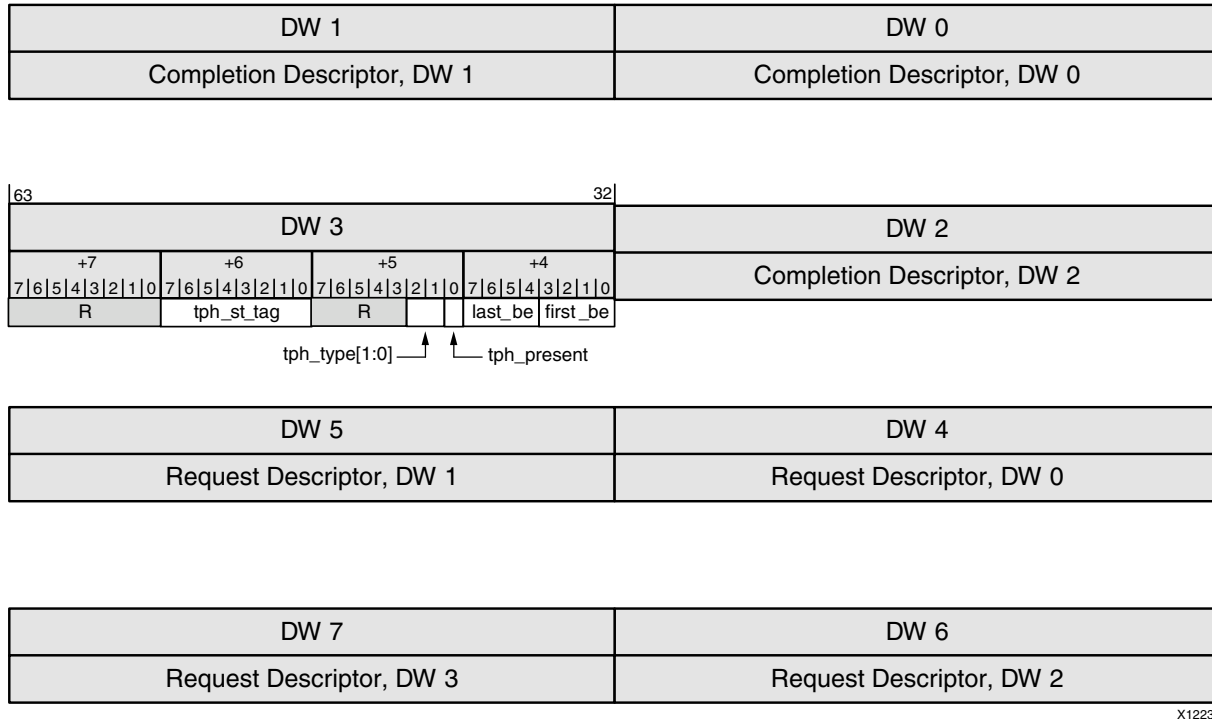 DW 1 DW 0
Completion Descriptor, DW 1 Completion Descriptor, DW 0
63 32
DW 3 DW 2
+7 +6 +5 +4
Completion Descriptor, DW 2
7 6 5 4 3 2 1 0 7 6 5 4 3 2 1 0 7 6 5 4 3 2 1 0 7 6 5 4 3 2 1 0
R tph_st_tag R last_be first_be
tph_type[1:0] tph_present
DW 5 DW 4
Request Descriptor, DW 1 Request Descriptor, DW 0
DW 7 DW 6
Request Descriptor, DW 3 Request Descriptor, DW 2
X1223